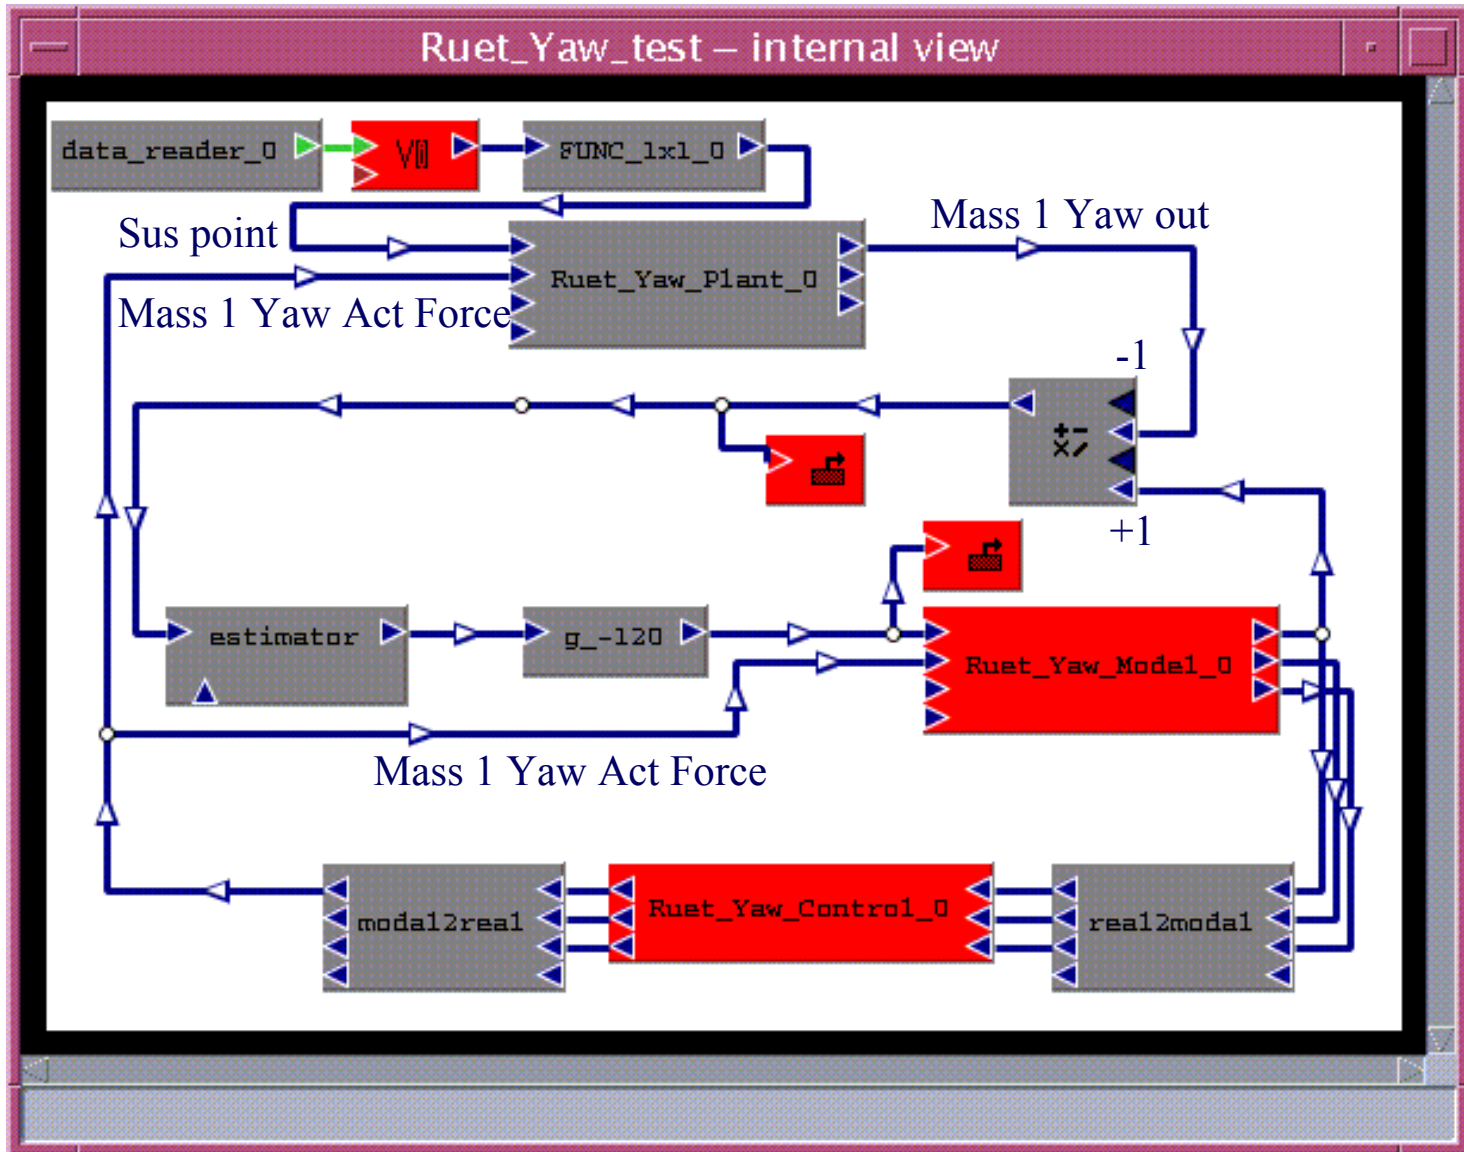 Ruet_Yaw_test – internal view
data_reader_0
V()
FUNC_1x1_0
Sus point
Mass 1 Yaw out
Ruet_Yaw_Plant_0
Mass 1 Yaw Act Force
-1
+-
×/
+1
estimator
g_-120
Ruet_Yaw_Model_0
Mass 1 Yaw Act Force
modal2real
Ruet_Yaw_Control_0
real2modal